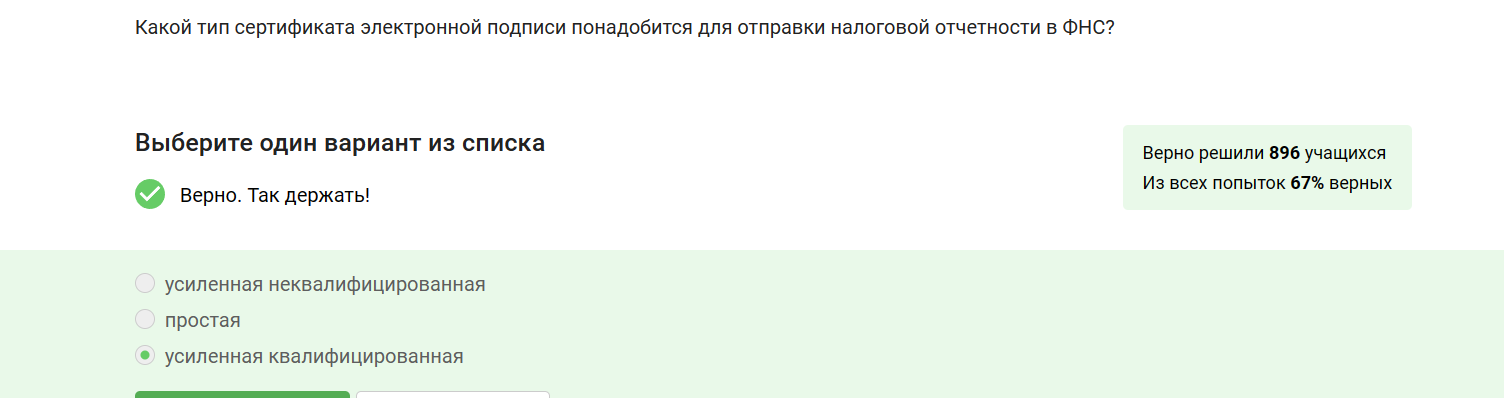 Какой тип сертификата электронной подписи понадобится для отправки налоговой отчетности в ФНС?
Выберите один вариант из списка
Верно. Так держать!
Верно решили 896 учащихся
Из всех попыток 67% верных
усиленная неквалифицированная
простая
усиленная квалифицированная